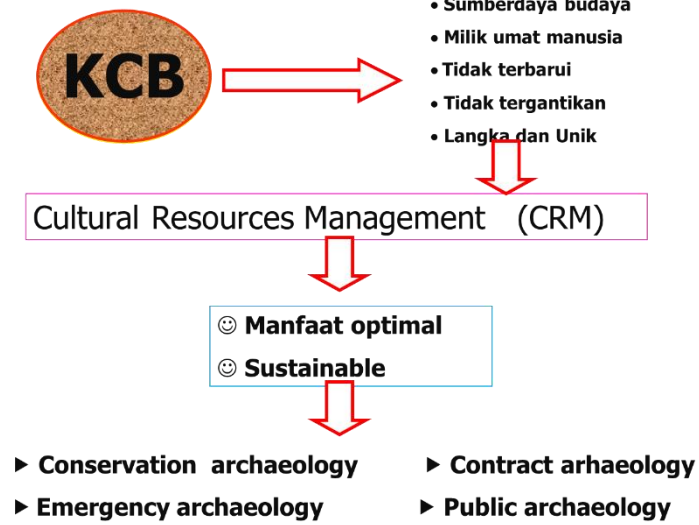 • Sumberdaya budaya
KCB
• Milik umat manusia
• Tidak terbarui
• Tidak tergantikan
• Langka dan Unik
Cultural Resources Management (CRM)
☺ Manfaat optimal
☺ Sustainable
► Conservation archaeology
► Contract arhaeology
► Emergency archaeology
► Public archaeology